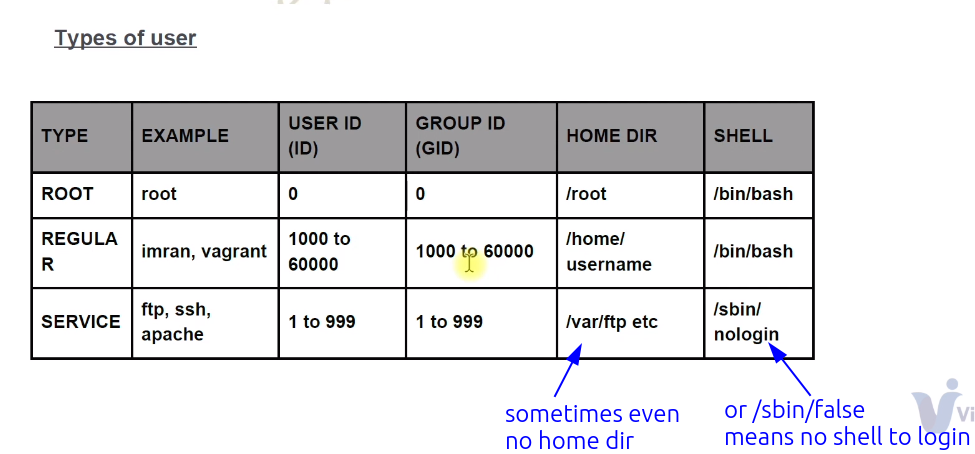 Types of user
TYPE EXAMPLE USER ID (ID) GROUP ID (GID) HOME DIR SHELL
ROOT root 0 0 /root /bin/bash
REGULAR imran, vagrant 1000 to 60000 1000 to 60000 /home/username /bin/bash
SERVICE ftp, ssh, apache 1 to 999 1 to 999 /var/ftp etc /sbin/nologin
sometimes even
no home dir
or /sbin/false
means no shell to login
Vi